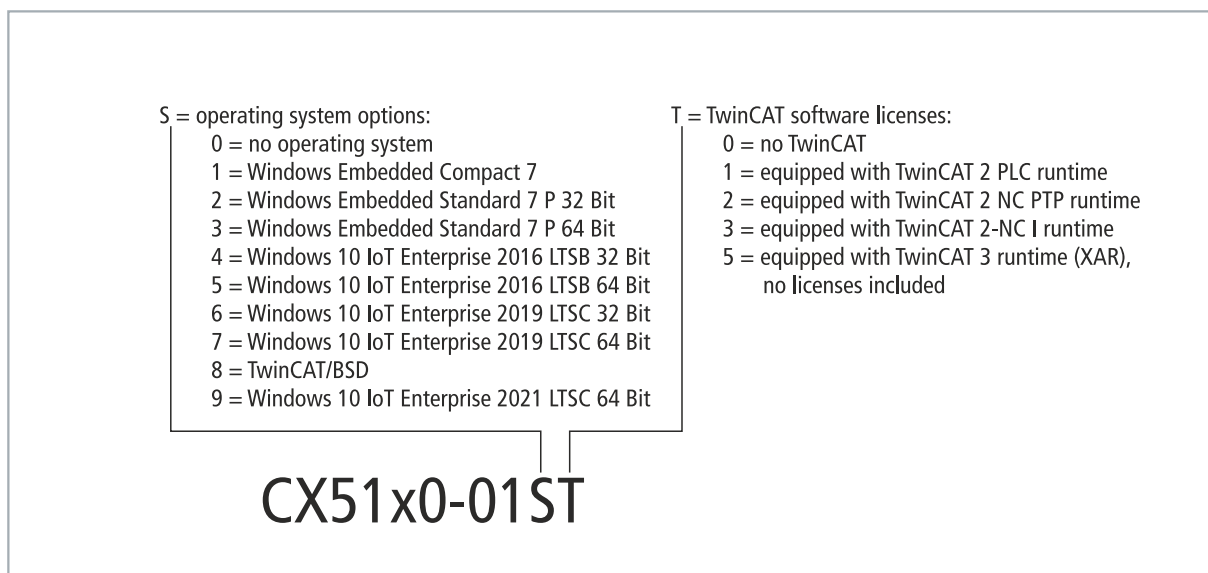 S = operating system options:
0 = no operating system
1 = Windows Embedded Compact 7
2 = Windows Embedded Standard 7 P 32 Bit
3 = Windows Embedded Standard 7 P 64 Bit
4 = Windows 10 IoT Enterprise 2016 LTSB 32 Bit
5 = Windows 10 IoT Enterprise 2016 LTSB 64 Bit
6 = Windows 10 IoT Enterprise 2019 LTSC 32 Bit
7 = Windows 10 IoT Enterprise 2019 LTSC 64 Bit
8 = TwinCAT/BSD
9 = Windows 10 IoT Enterprise 2021 LTSC 64 Bit
T = TwinCAT software licenses:
0 = no TwinCAT
1 = equipped with TwinCAT 2 PLC runtime
2 = equipped with TwinCAT 2 NC PTP runtime
3 = equipped with TwinCAT 2-NC I runtime
5 = equipped with TwinCAT 3 runtime (XAR),
no licenses included
CX51x0-01ST